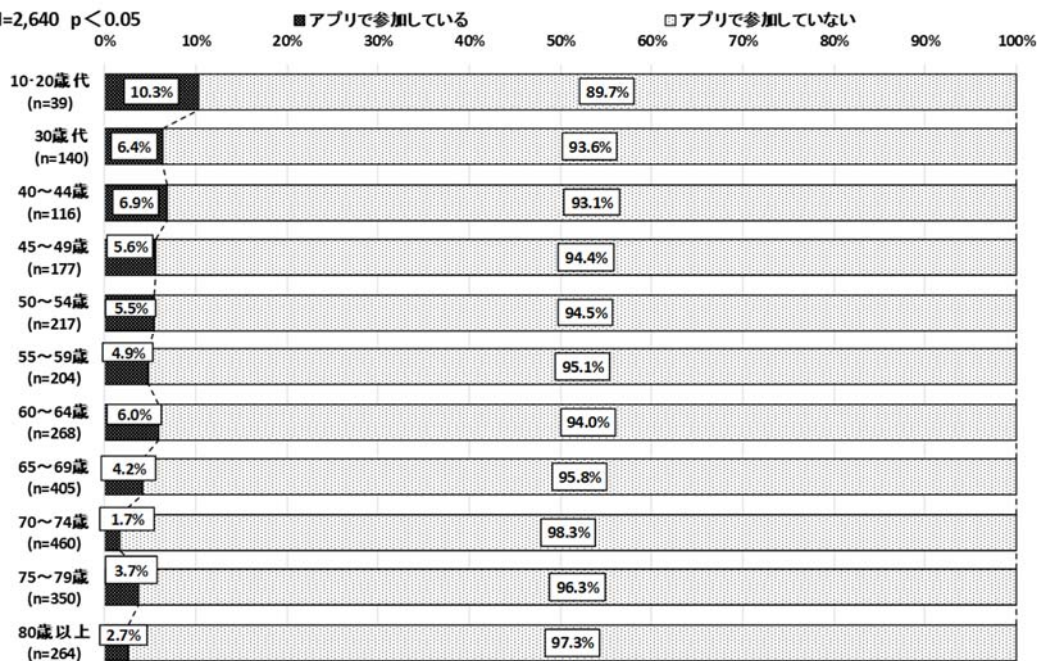 =2,640 p＜0.05
■アプリで参加している □アプリで参加していない
0% 10% 20% 30% 40% 50% 60% 70% 80% 90% 100%
10･20歳代
10.3% 89.7%
(n=39)
30歳代
6.4% 93.6%
(n=140)
40～44歳
6.9% 93.1%
(n=116)
45～49歳
5.6% 94.4%
(n=177)
50～54歳
5.5% 94.5%
(n=217)
55～59歳
4.9% 95.1%
(n=204)
60～64歳
6.0% 94.0%
(n=268)
65～69歳
4.2% 95.8%
(n=405)
70～74歳
1.7% 98.3%
(n=460)
75～79歳
3.7% 96.3%
(n=350)
80歳以上
2.7% 97.3%
(n=264)